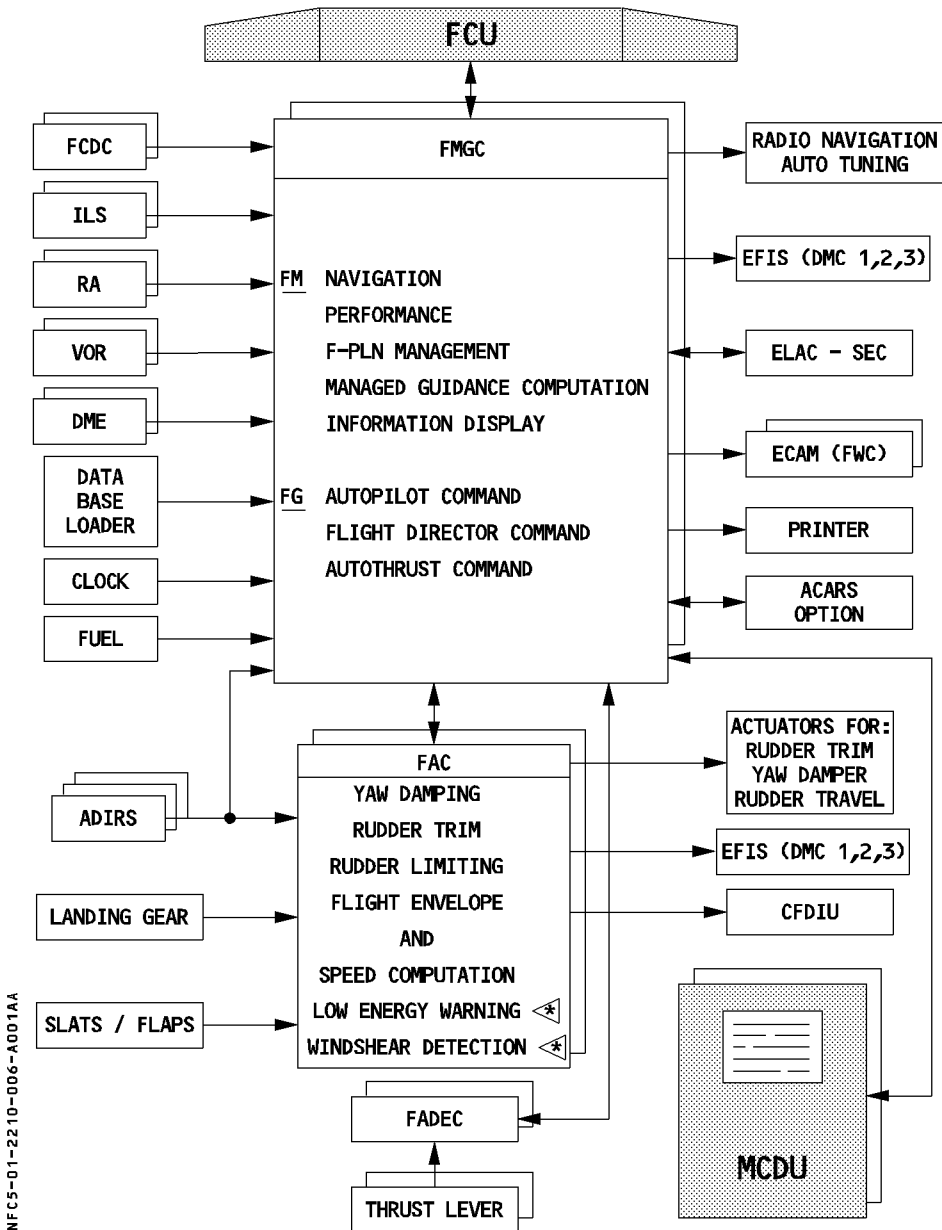 FCU
FMGC
FCDC
ILS
RA
VOR
DME
DATA
BASE
LOADER
CLOCK
FUEL
FM NAVIGATION
PERFORMANCE
F-PLN MANAGEMENT
MANAGED GUIDANCE COMPUTATION
INFORMATION DISPLAY
FG AUTOPILOT COMMAND
FLIGHT DIRECTOR COMMAND
AUTOTHRUST COMMAND
RADIO NAVIGATION
AUTO TUNING
EFIS (DMC 1,2,3)
ELAC - SEC
ECAM (FWC)
PRINTER
ACARS
OPTION
ADIRS
LANDING GEAR
SLATS / FLAPS
FAC
YAW DAMPING
RUDDER TRIM
RUDDER LIMITING
FLIGHT ENVELOPE
AND
SPEED COMPUTATION
LOW ENERGY WARNING *
WINDSHEAR DETECTION *
ACTUATORS FOR:
RUDDER TRIM
YAW DAMPER
RUDDER TRAVEL
EFIS (DMC 1,2,3)
CFDIU
FADEC
THRUST LEVER
MCDU
NFC5-01-2210-006-A001AA